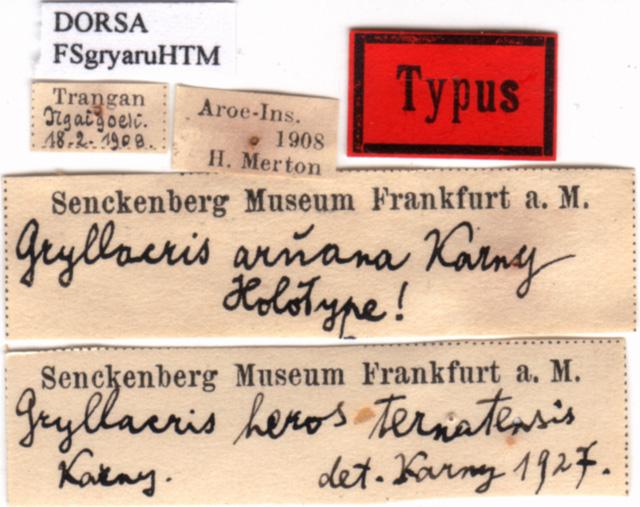 DORSA
FSgryaruHTM
Typus
Trangan
Ngaigoeli.
18.2.1908.
Aroe-Ins.
1908
H. Merton
Senckenberg Museum Frankfurt a. M.
Gryllacris arŭana Karny
Holotype!
Senckenberg Museum Frankfurt a. M.
Gryllacris heros ternatensis
Karny. det. Karny 1927.